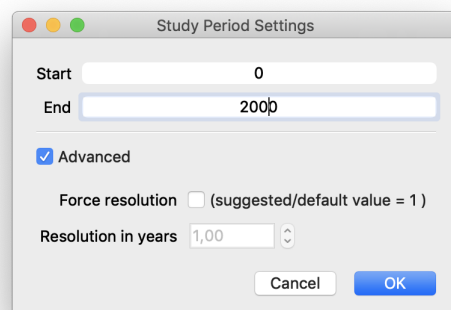 Study Period Settings
Start 0
End 2000
Advanced
Force resolution (suggested/default value = 1 )
Resolution in years 1,00
Cancel OK